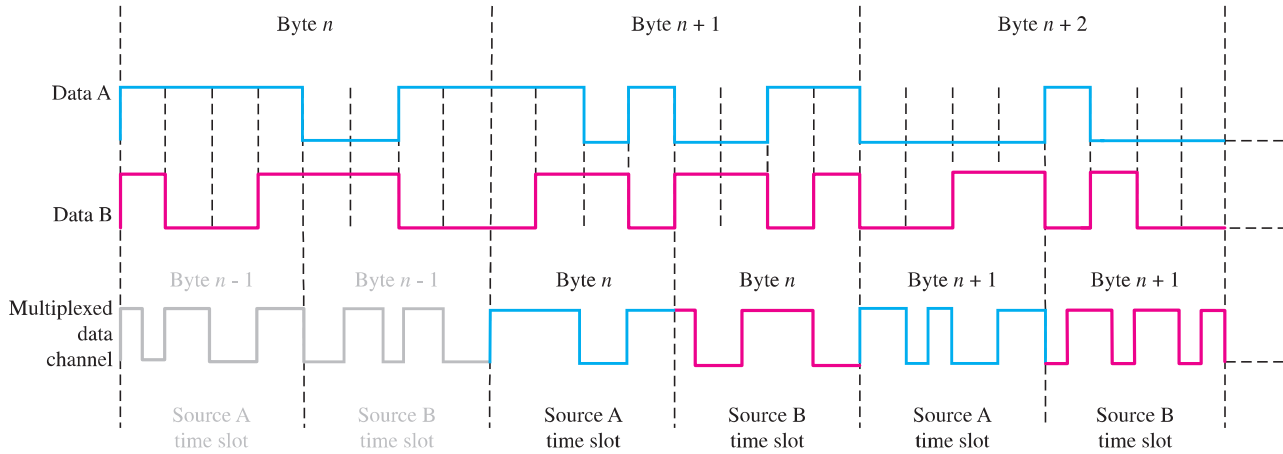 Byte n
Byte n + 1
Byte n + 2
Data A
Data B
Byte n - 1
Byte n - 1
Byte n
Byte n
Byte n + 1
Byte n + 1
Multiplexed
data
channel
Source A
time slot
Source B
time slot
Source A
time slot
Source B
time slot
Source A
time slot
Source B
time slot